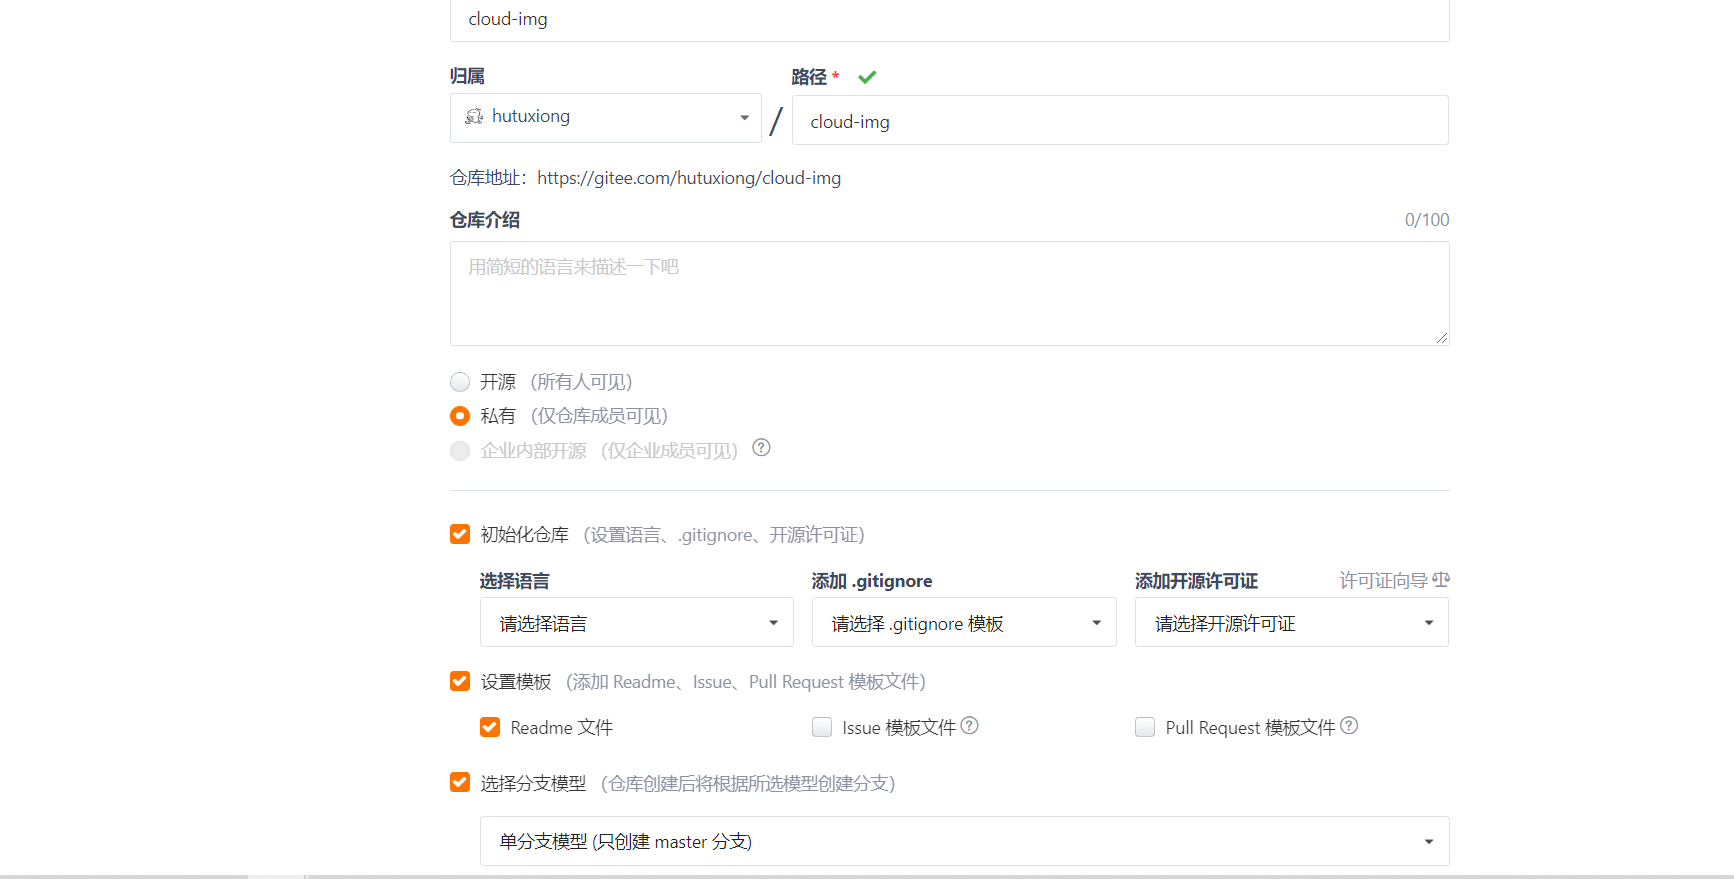 cloud-img
归属
路径 *
hutuxiong
/
cloud-img
仓库地址：https://gitee.com/hutuxiong/cloud-img
仓库介绍
0/100
用简短的语言来描述一下吧
开源（所有人可见）
私有（仅仓库成员可见）
企业内部开源（仅企业成员可见） ?
初始化仓库（设置语言、.gitignore、开源许可证）
选择语言
添加 .gitignore
添加开源许可证
许可证向导
请选择语言
请选择 .gitignore 模板
请选择开源许可证
设置模板（添加 Readme、Issue、Pull Request 模板文件）
Readme 文件
Issue 模板文件 ?
Pull Request 模板文件 ?
选择分支模型（仓库创建后将根据所选模型创建分支）
单分支模型 (只创建 master 分支)